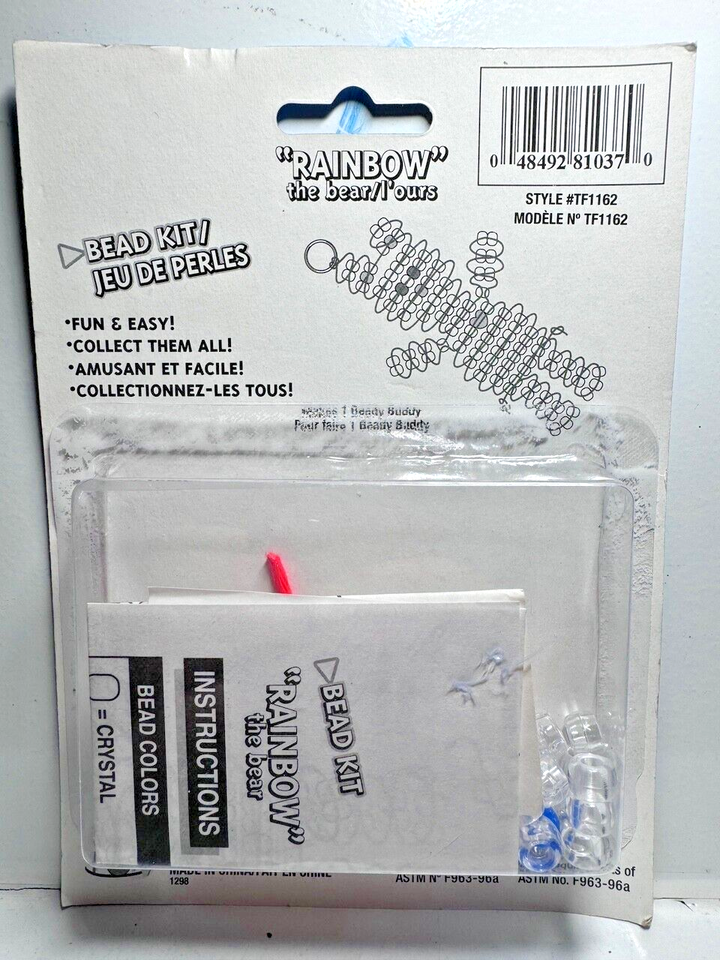 "RAINBOW"
the bear/l'ours
0 48492 81037 0
STYLE #TF1162
MODÈLE Nº TF1162
BEAD KIT/
JEU DE PERLES
•FUN & EASY!
•COLLECT THEM ALL!
•AMUSANT ET FACILE!
•COLLECTIONNEZ-LES TOUS!
Makes 1 Beady Buddy
Pour faire 1 Beady Buddy
BEAD KIT
"RAINBOW"
the bear
INSTRUCTIONS
BEAD COLORS
= CRYSTAL
MADE IN CHINA/FAIT EN CHINE
1298
of
ASTM Nº F963-96a
ASTM NO. F963-96a